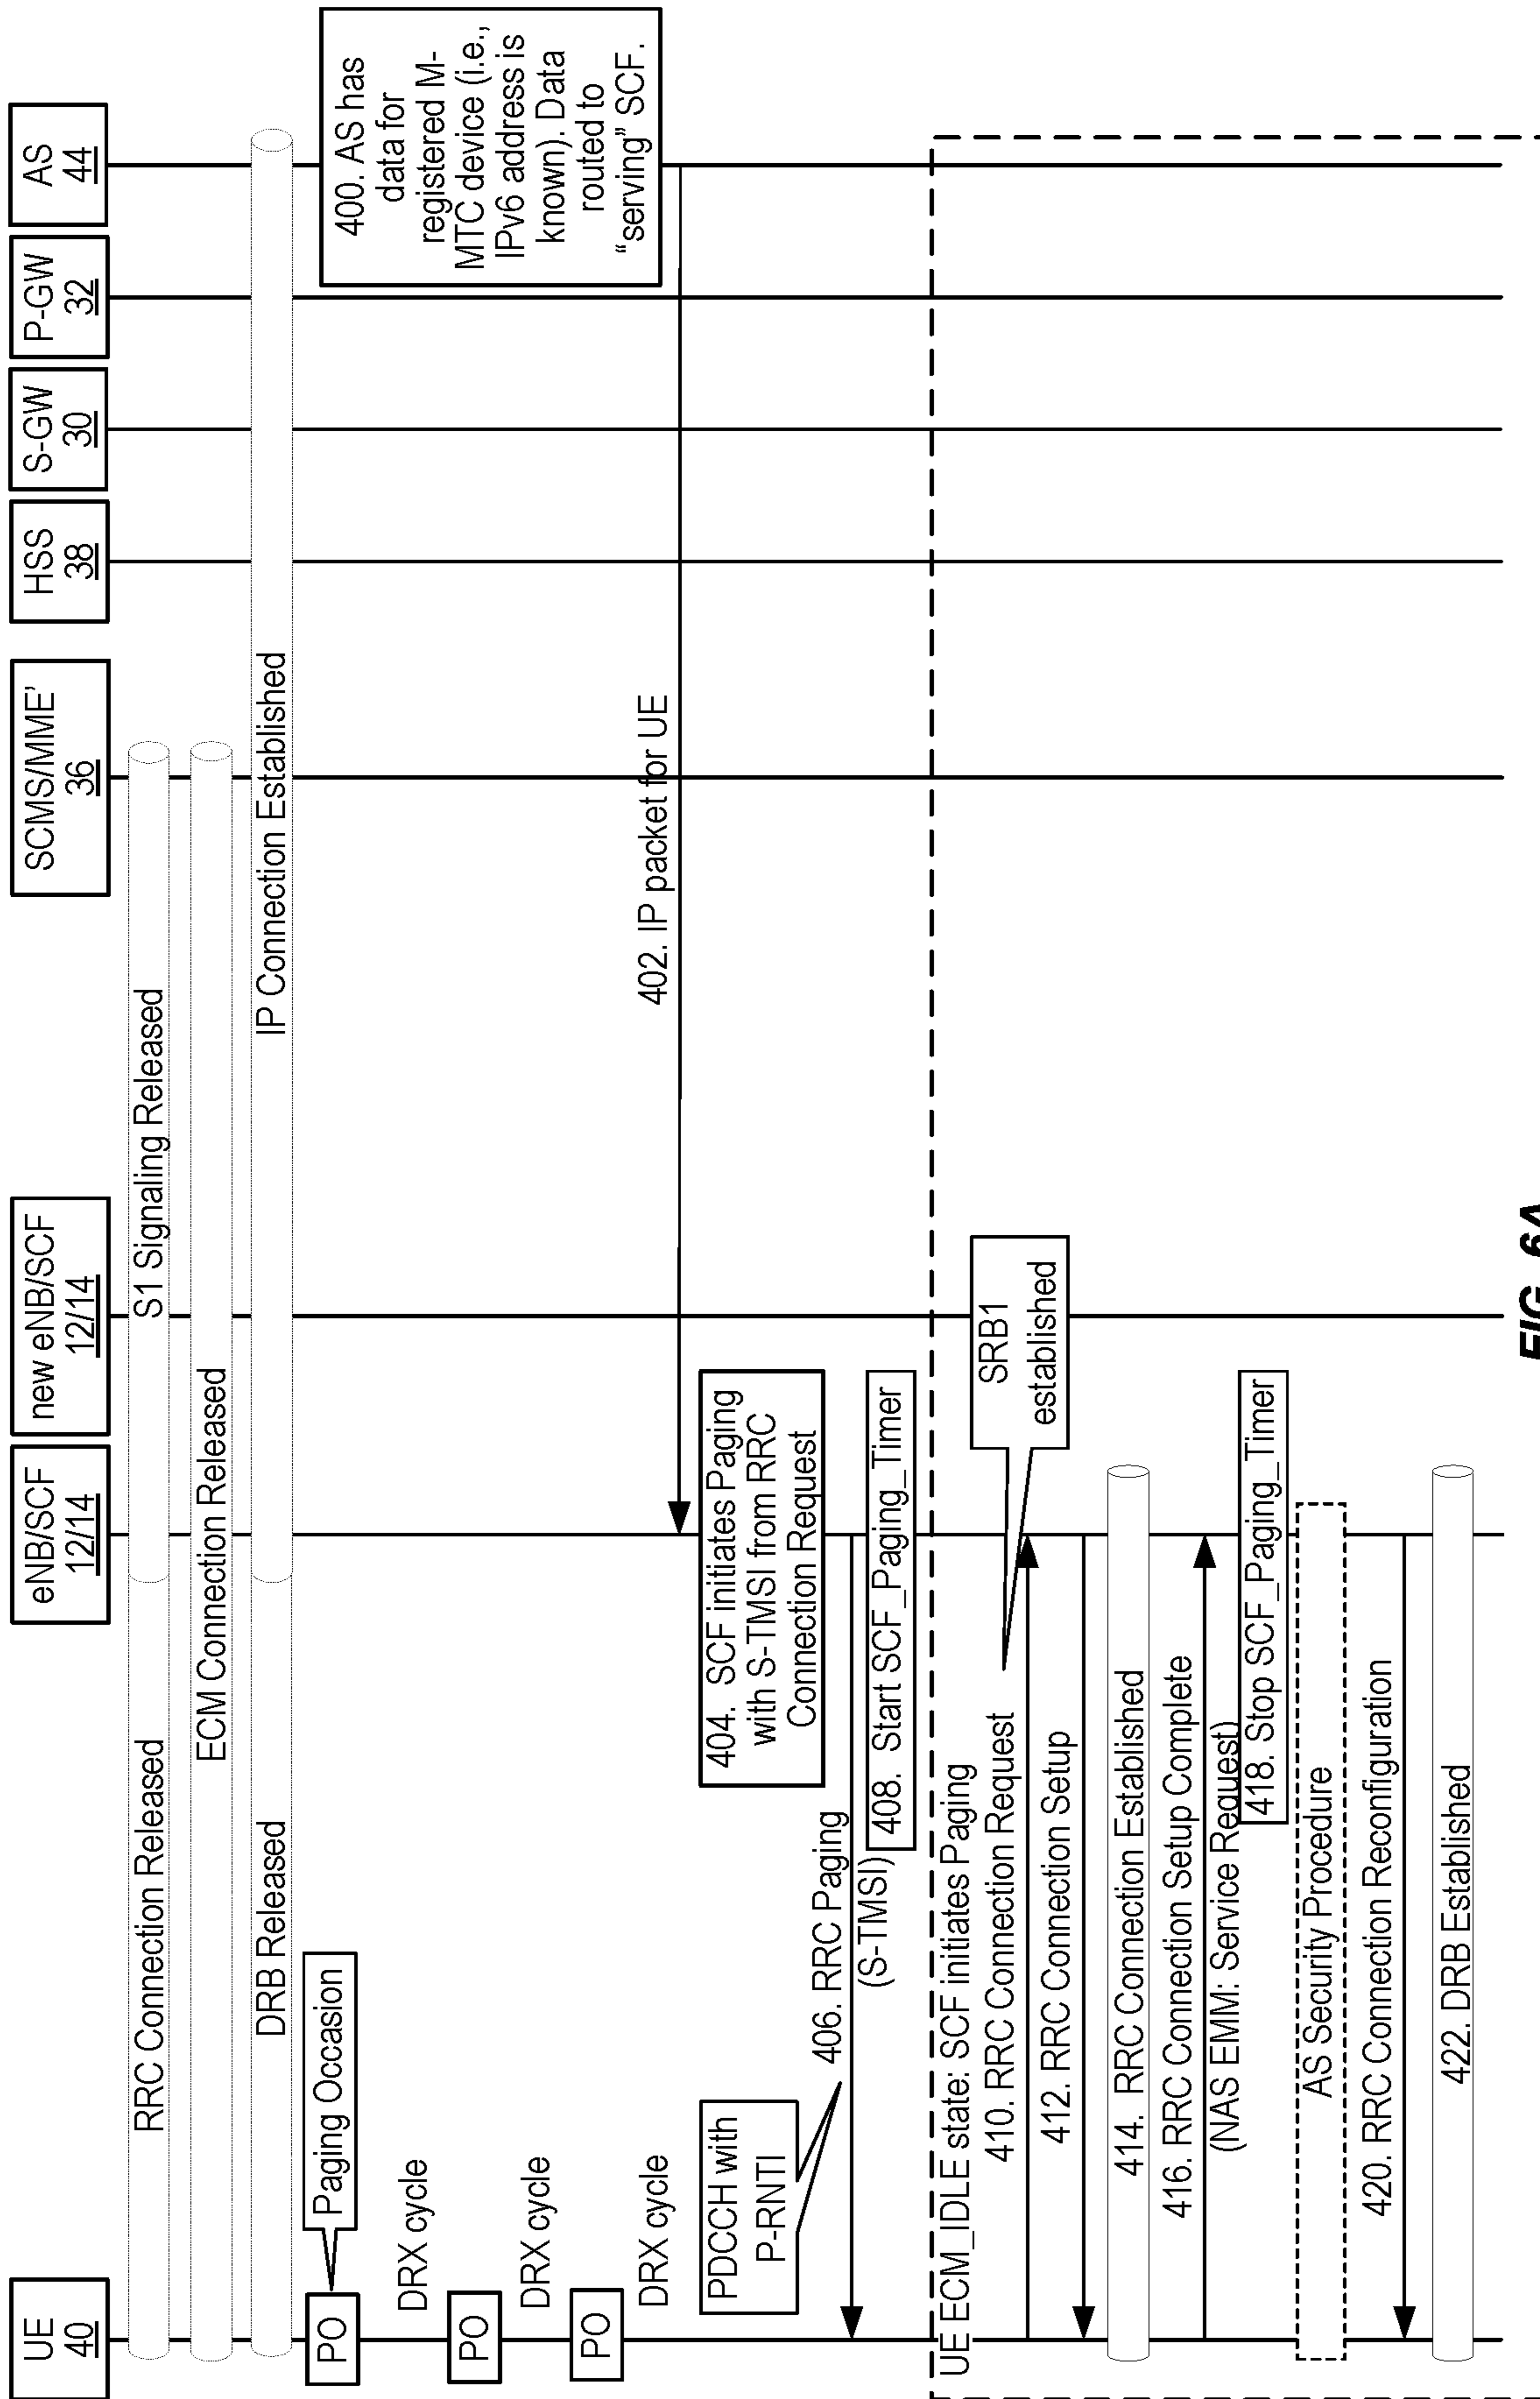 UE
40
eNB/SCF
12/14
new eNB/SCF
12/14
SCMS/MME'
36
HSS
38
S-GW
30
P-GW
32
AS
44
RRC Connection Released
S1 Signaling Released
ECM Connection Released
DRB Released
IP Connection Established
PO
Paging Occasion
DRX cycle
PO
DRX cycle
PO
DRX cycle
400. AS has
data for
registered M-
MTC device (i.e.,
IPv6 address is
known). Data
routed to
“serving” SCF.
402. IP packet for UE
404. SCF initiates Paging
with S-TMSI from RRC
Connection Request
PDCCH with
P-RNTI
406. RRC Paging
(S-TMSI)
408. Start SCF_Paging_Timer
UE ECM_IDLE state: SCF initiates Paging
410. RRC Connection Request
SRB1
established
412. RRC Connection Setup
414. RRC Connection Established
416. RRC Connection Setup Complete
(NAS EMM: Service Request)
418. Stop SCF_Paging_Timer
AS Security Procedure
420. RRC Connection Reconfiguration
422. DRB Established
FIG. 6A